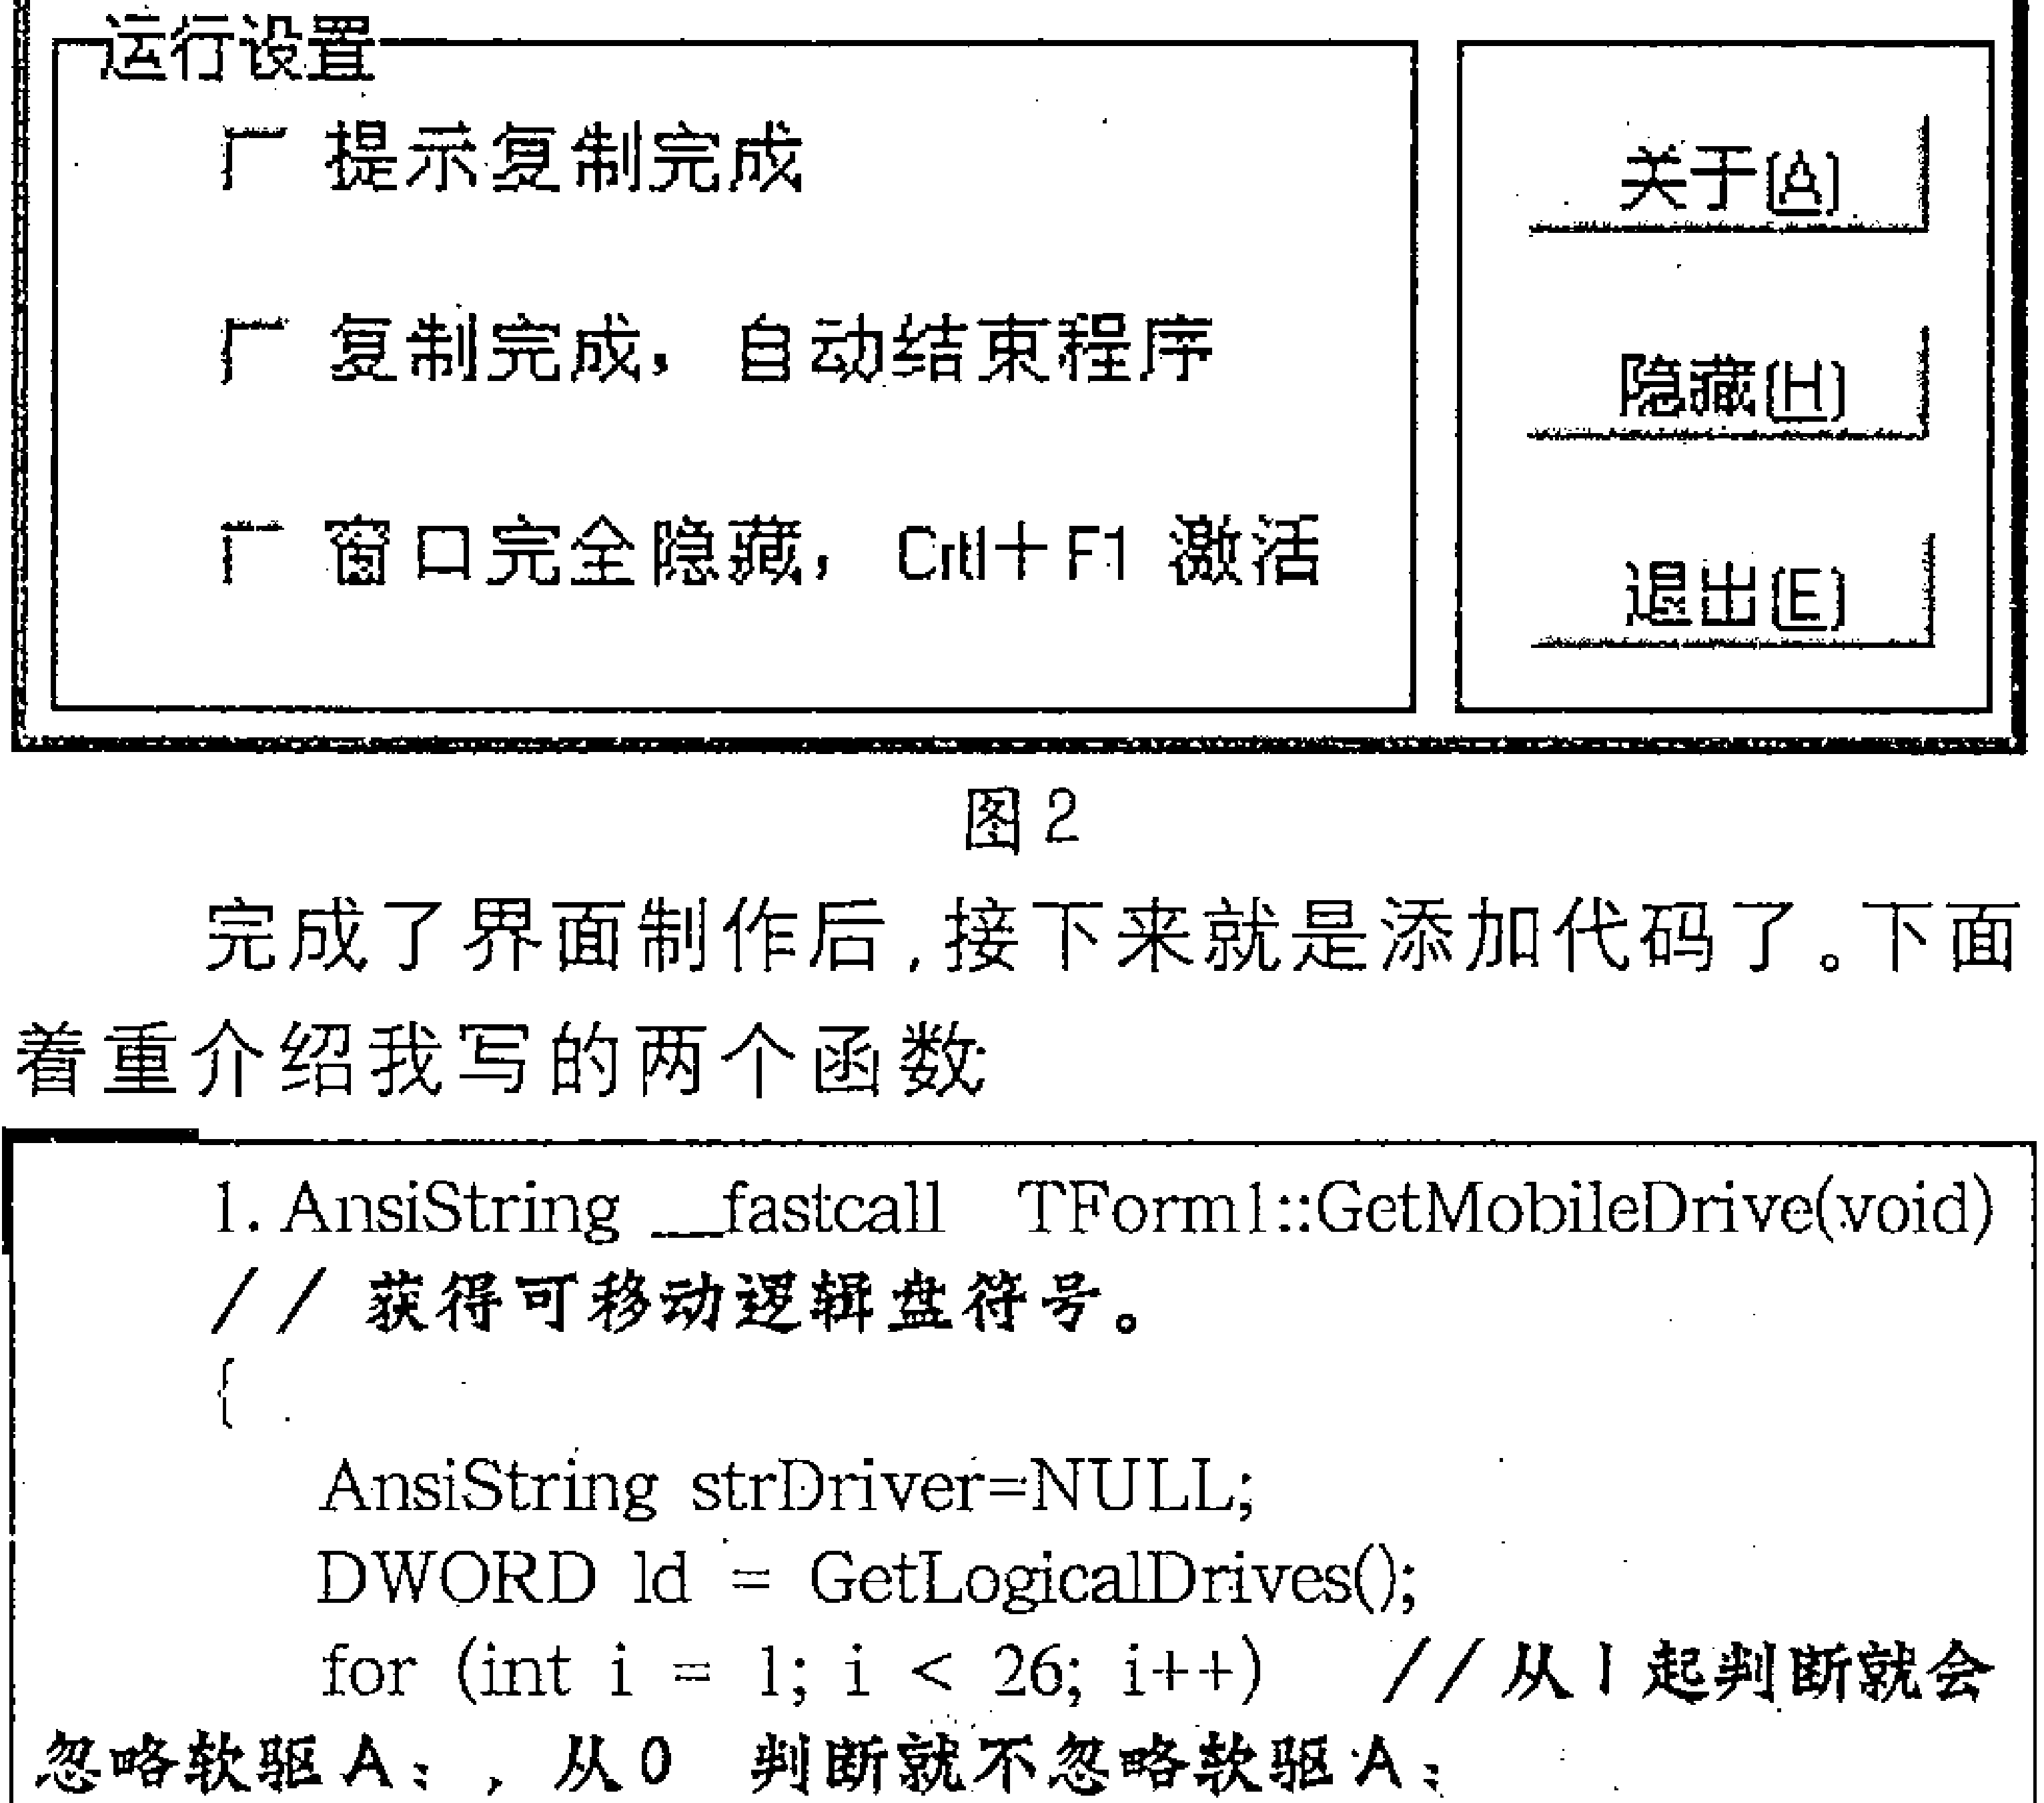 运行设置
提示复制完成
关于(A)
复制完成，自动结束程序
隐藏(H)
窗口完全隐藏，Crtl＋F1 激活
退出(E)
图2
完成了界面制作后,接下来就是添加代码了。下面
着重介绍我写的两个函数:
1. AnsiString __fastcall TForm1::GetMobileDrive(void)
// 获得可移动逻辑盘符号。
{
AnsiString strDriver=NULL;
DWORD ld = GetLogicalDrives();
for (int i = 1; i < 26; i++) //从1起判断就会
忽略软驱A：，从0 判断就不忽略软驱A：